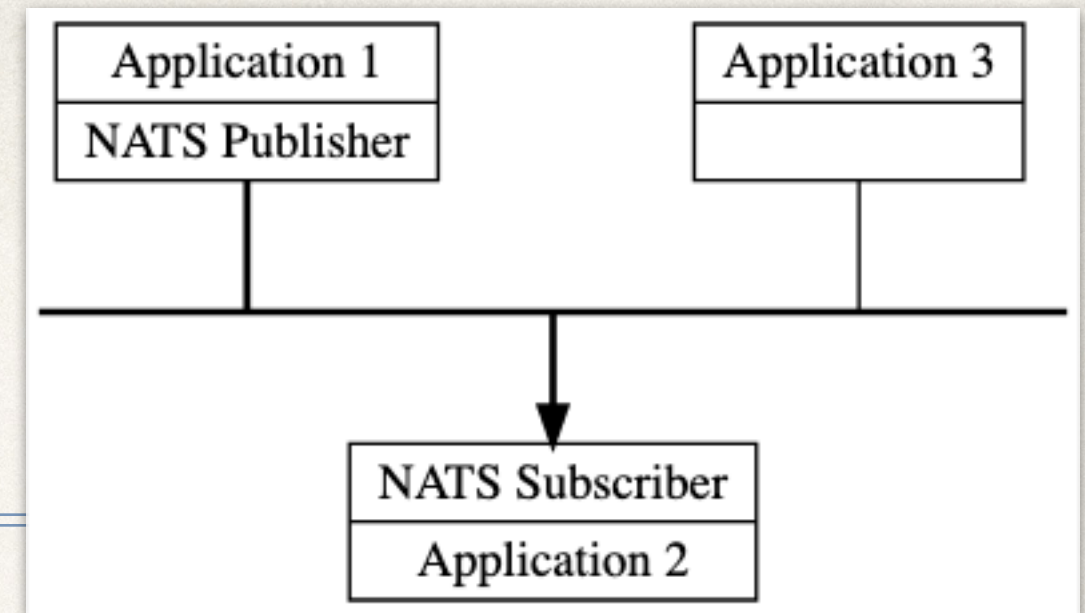 Application 1
NATS Publisher
Application 3
NATS Subscriber
Application 2